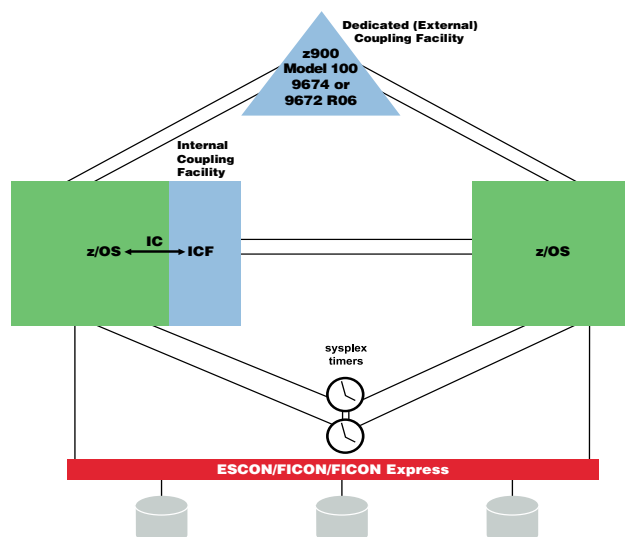 Dedicated (External)
Coupling Facility
z900
Model 100
9674 or
9672 R06
Internal
Coupling
Facility
z/OS
IC
ICF
z/OS
sysplex
timers
ESCON/FICON/FICON Express